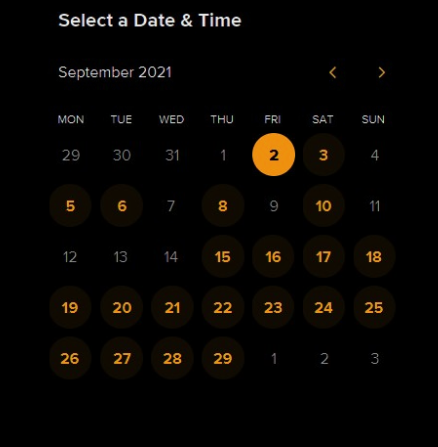 Select a Date & Time
September 2021
MON TUE WED THU FRI SAT SUN
29 30 31 1 2 3 4
5 6 7 8 9 10 11
12 13 14 15 16 17 18
19 20 21 22 23 24 25
26 27 28 29 1 2 3